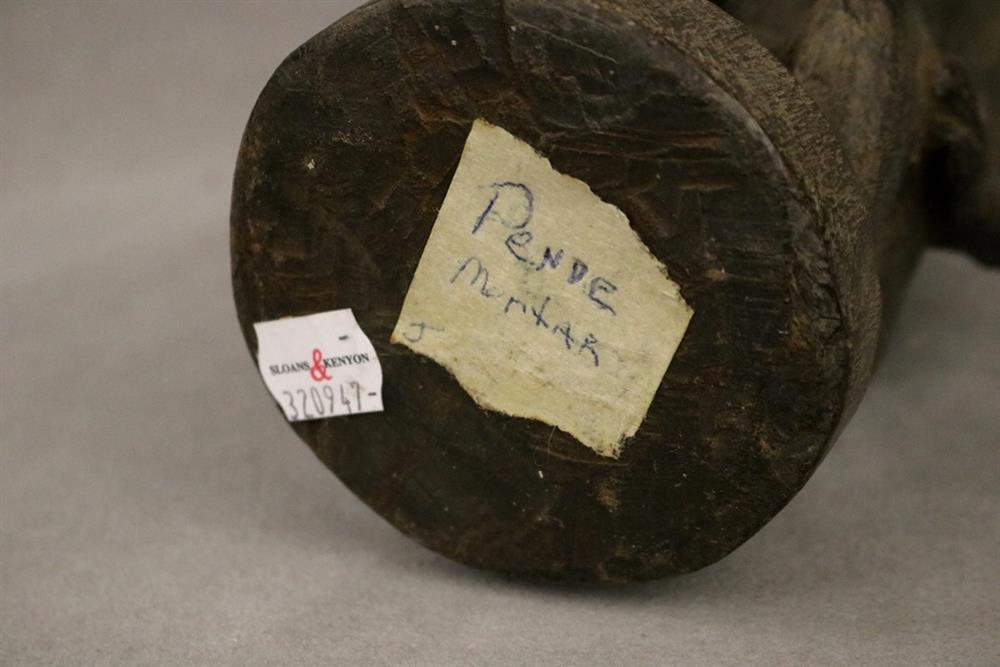 Pende
Mortar
J
SLOANS & KENYON
320947-